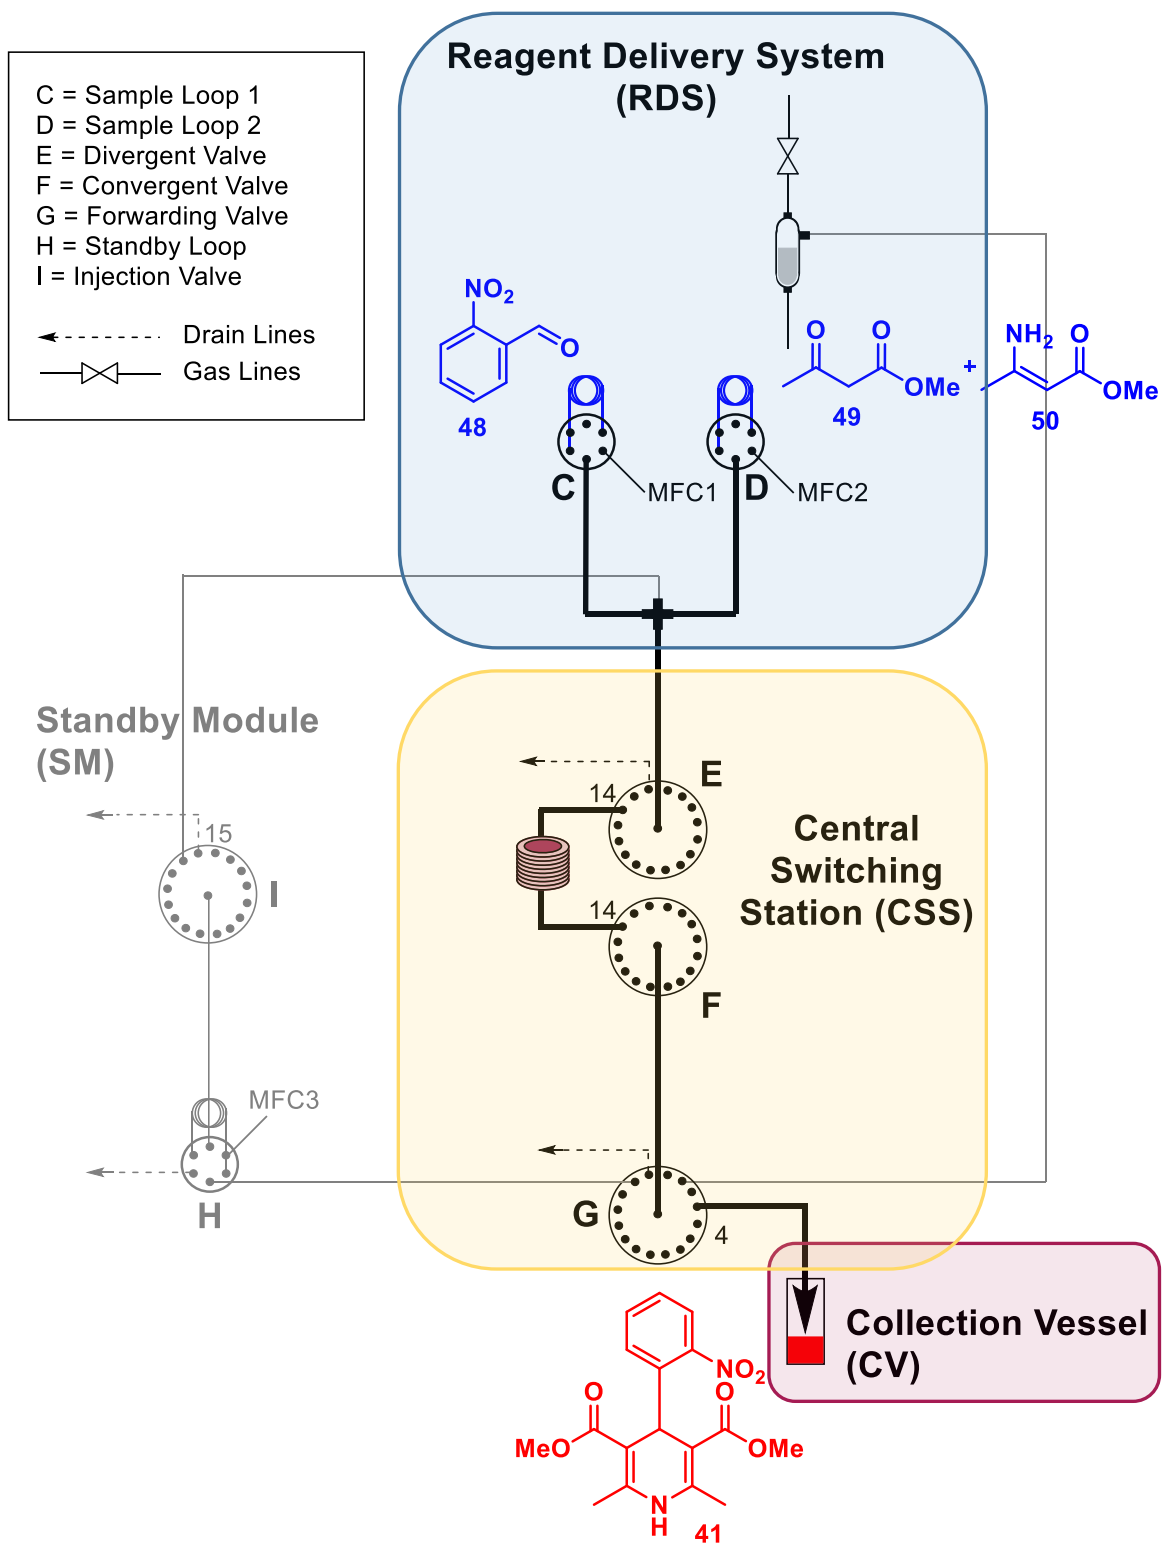 Reagent Delivery System
(RDS)
C = Sample Loop 1
D = Sample Loop 2
E = Divergent Valve
F = Convergent Valve
G = Forwarding Valve
H = Standby Loop
I = Injection Valve
Drain Lines
Gas Lines
NO2
O
48
O
O
OMe
49
+
NH2
O
OMe
50
C
MFC1
D
MFC2
Standby Module
(SM)
15
I
MFC3
H
E
14
14
F
Central
Switching
Station (CSS)
G
4
Collection Vessel
(CV)
NO2
O
O
MeO
OMe
N
H
41